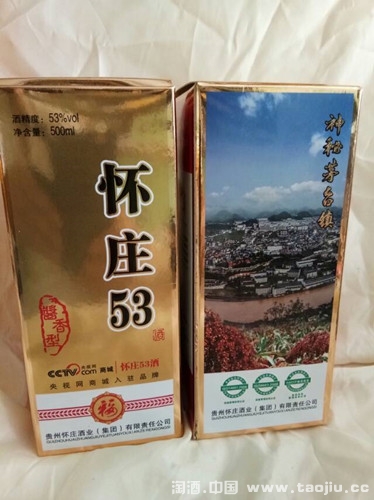 酒精度：53%vol
净含量：500ml
怀庄53
酱香型
CCTV.com 商城
怀庄53酒
央视网商城入驻品牌
福
贵州怀庄酒业（集团）有限责任公司
神秘茅台镇
贵州怀庄酒业（集团）有限责任公司
淘酒.中国 www.taojiu.cc